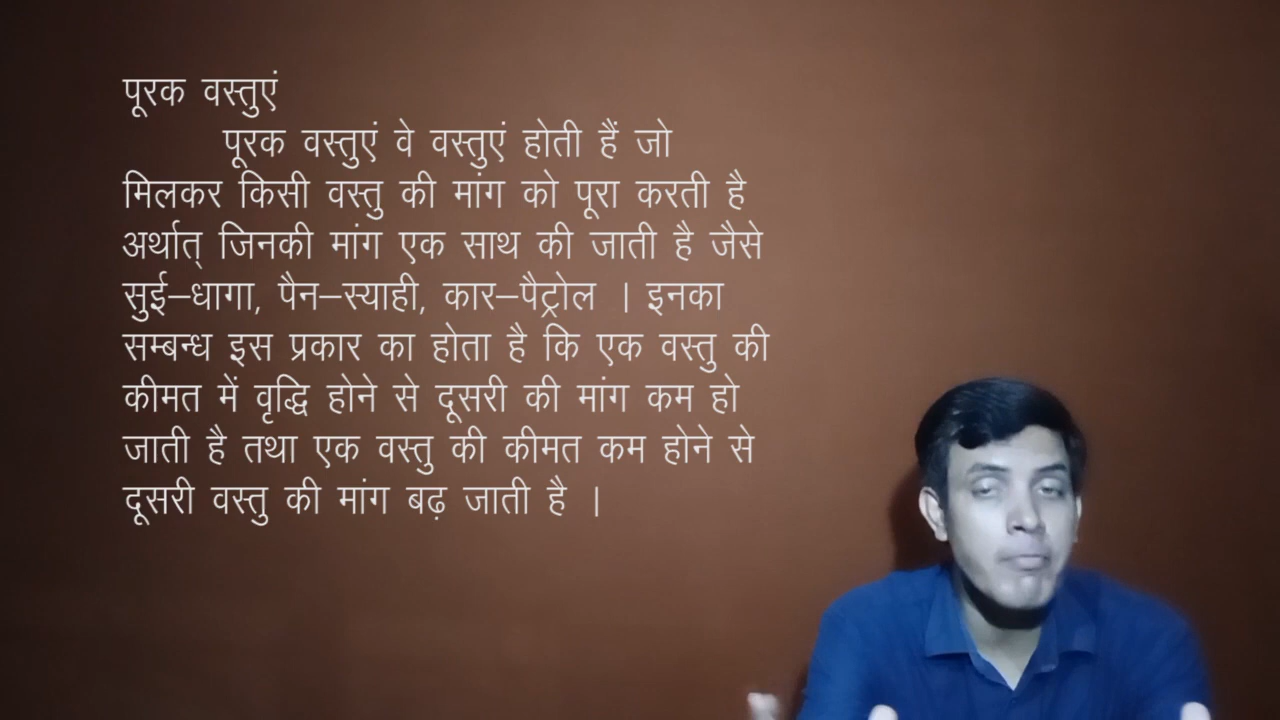 पूरक वस्तुएं
पूरक वस्तुएं वे वस्तुएं होती हैं जो
मिलकर किसी वस्तु की मांग को पूरा करती है
अर्थात् जिनकी मांग एक साथ की जाती है जैसे
सुई–धागा, पैन–स्याही, कार–पैट्रोल । इनका
सम्बन्ध इस प्रकार का होता है कि एक वस्तु की
कीमत में वृद्धि होने से दूसरी की मांग कम हो
जाती है तथा एक वस्तु की कीमत कम होने से
दूसरी वस्तु की मांग बढ़ जाती है ।